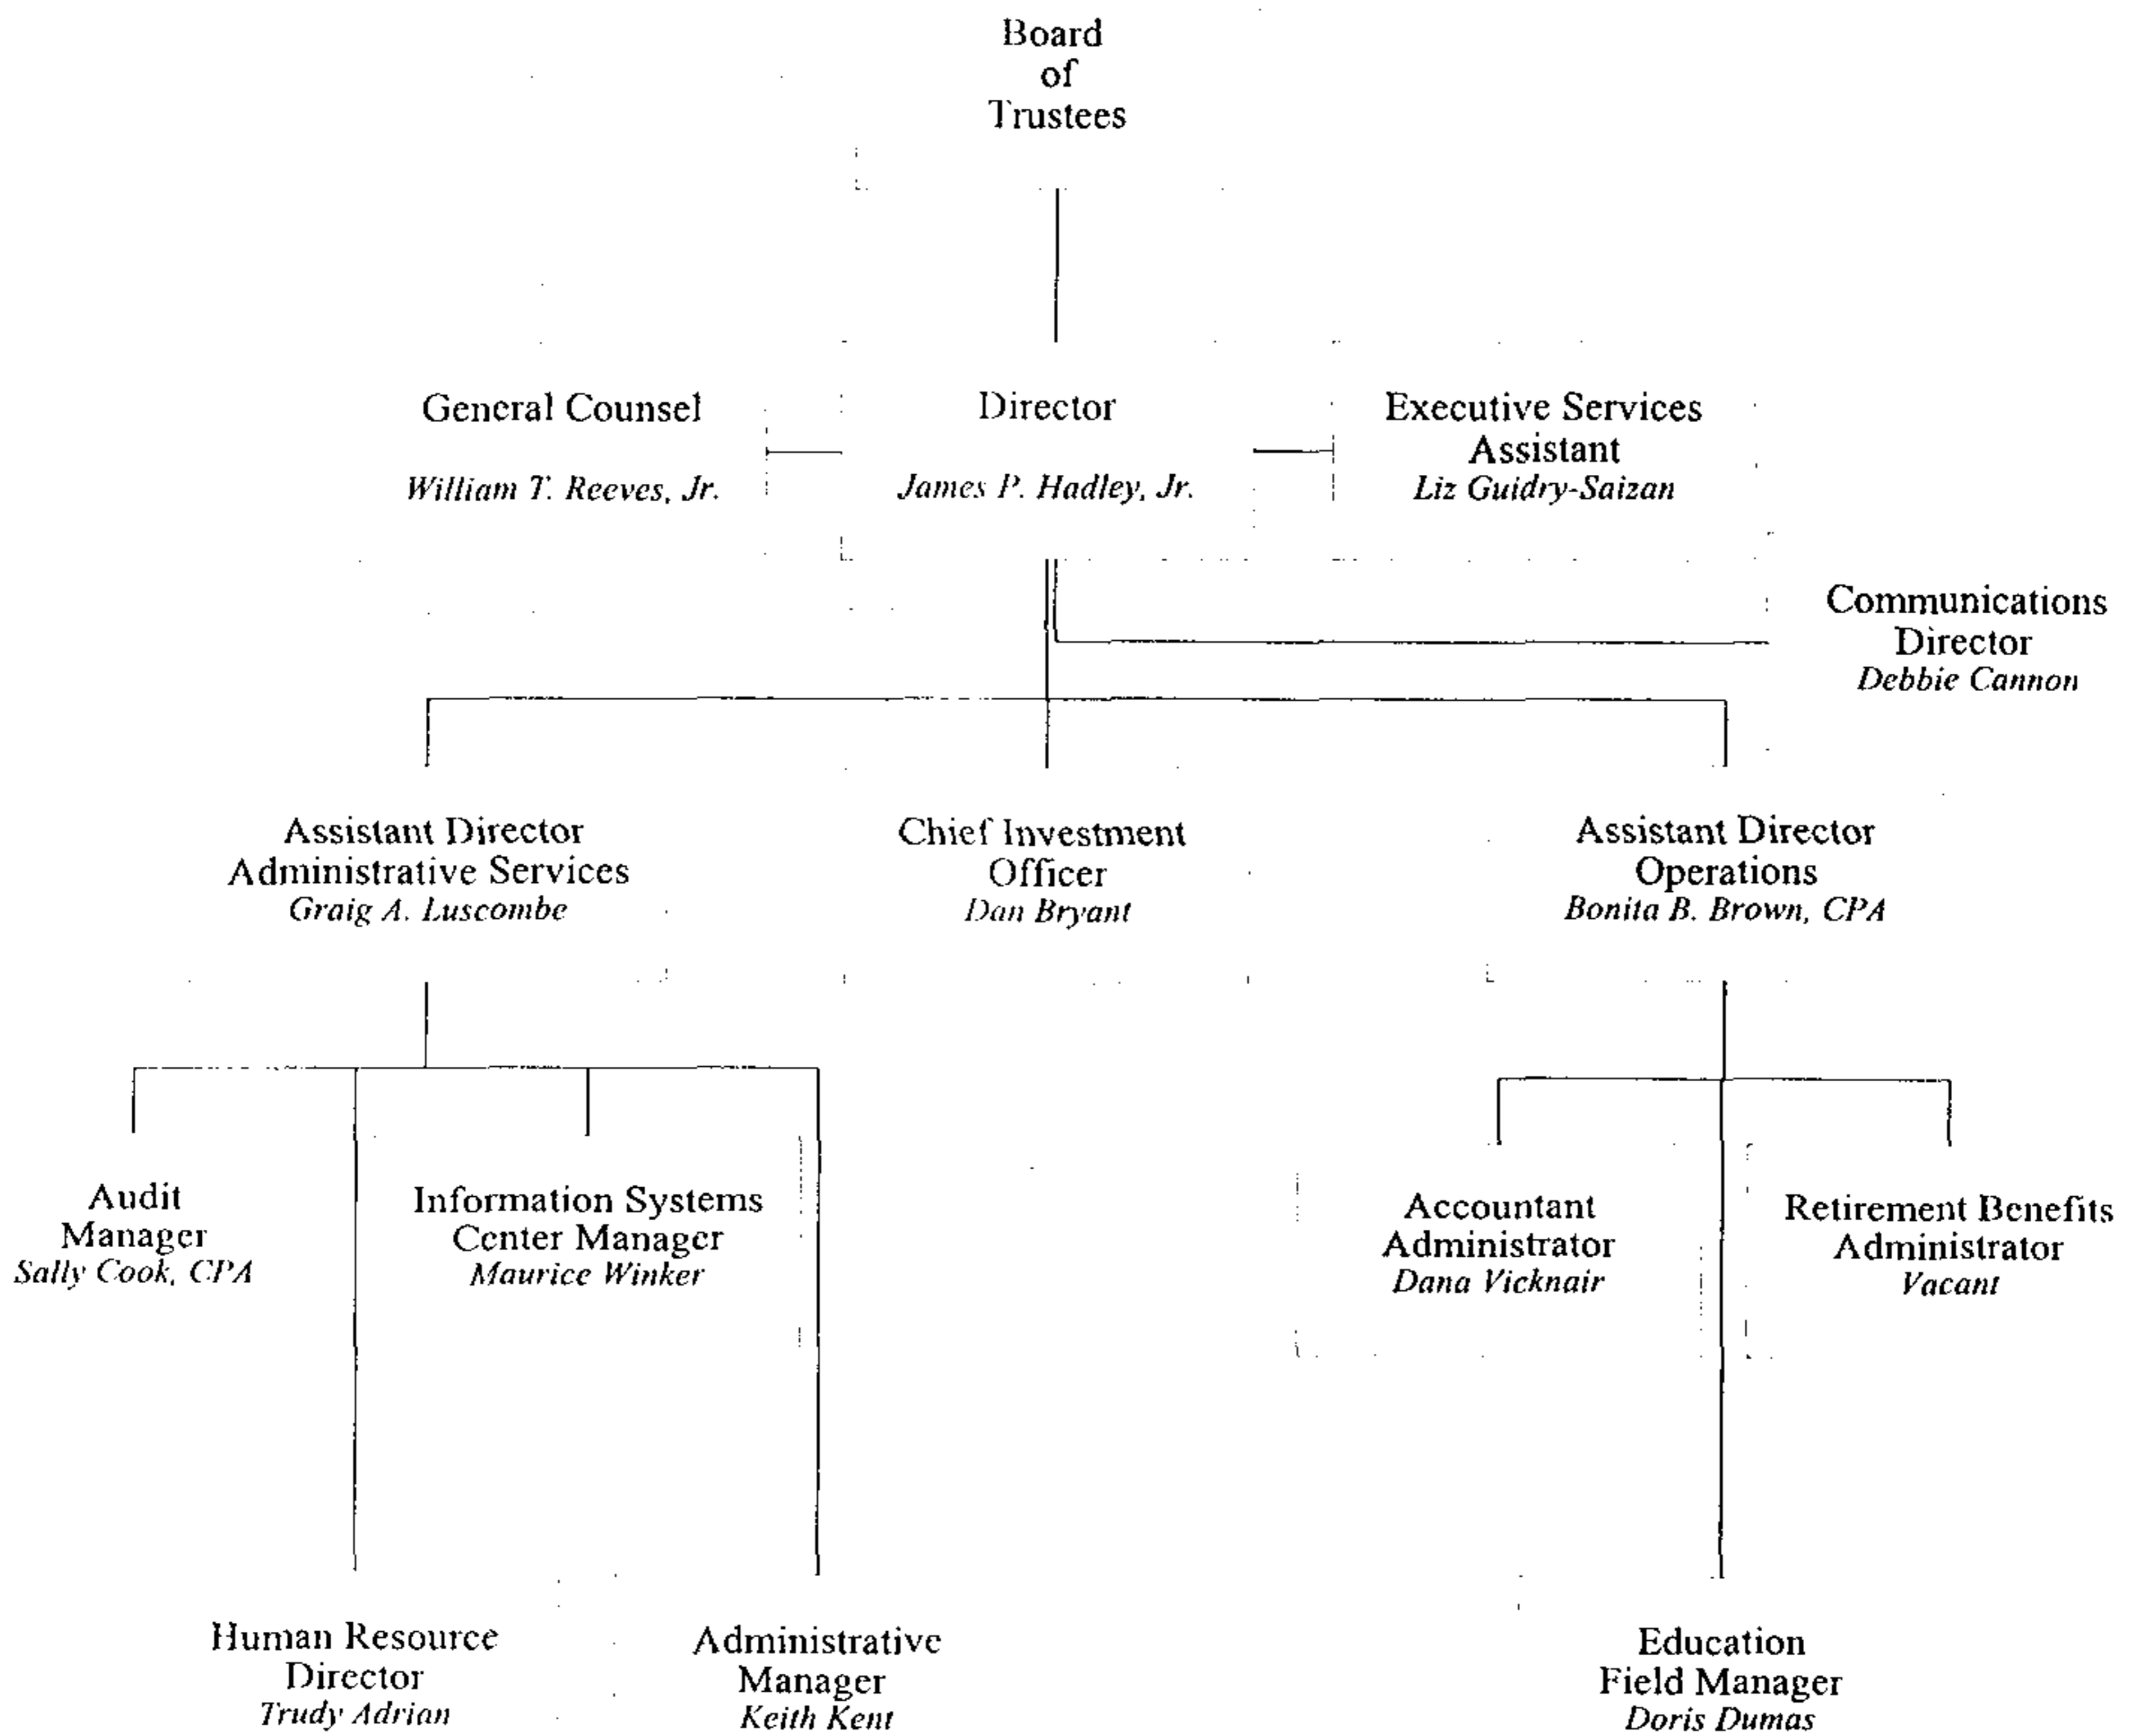 Board
of
Trustees
General Counsel
William T. Reeves, Jr.
Director
James P. Hadley, Jr.
Executive Services
Assistant
Liz Guidry-Saizan
Communications
Director
Debbie Cannon
Assistant Director
Administrative Services
Graig A. Luscombe
Chief Investment
Officer
Dan Bryant
Assistant Director
Operations
Bonita B. Brown, CPA
Audit
Manager
Sally Cook, CPA
Information Systems
Center Manager
Maurice Winker
Accountant
Administrator
Dana Vicknair
Retirement Benefits
Administrator
Vacant
Human Resource
Director
Trudy Adrian
Administrative
Manager
Keith Kent
Education
Field Manager
Doris Dumas